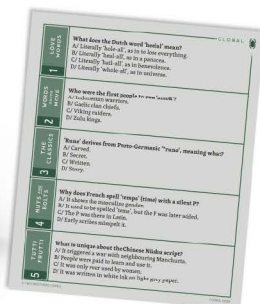 GLOBAL
1
LOVE WORDS
What does the Dutch word 'heelal' mean?
A/ Literally 'hole-all', as in to lose everything.
B/ Literally 'heal-all', as in a panacea.
C/ Literally 'hail-all', as in benevolence.
D/ Literally 'whole-all', as in universe.
2
WORDS MOVE
Who were the first people to
A/ warriors.
B/ Gaelic clan chiefs.
C/ Viking raiders.
D/ Zulu kings.
3
THE CLASSICS
'Rune' derives from Proto-Germanic '*runo', meaning what?
A/ Carved.
B/ Secret.
C/ Written.
D/ Story.
4
NUTS BOLTS
Why does French spell 'temps' (time) with a silent P?
A/ It shows the masculine gender.
B/ It used to be spelled 'tems', but the P was later added.
C/ The P was there in Latin.
D/ Early scribes misspelt it.
5
TUTTI FRUTTI
What is unique about the Chinese Nüshu script?
A/ It triggered a war with neighbouring Manchuria.
B/ People were paid to learn and use it.
C/ It was only ever used by women.
D/ It was written in white ink on light grey paper.